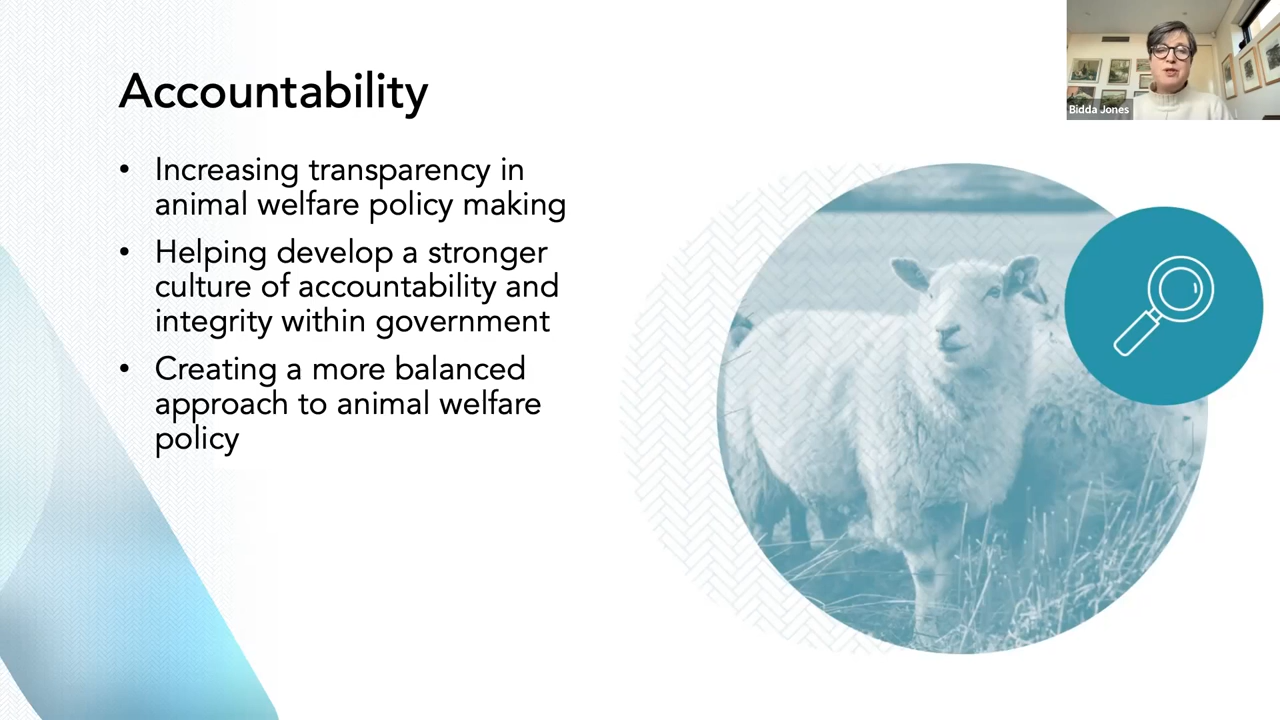 Accountability
• Increasing transparency in
animal welfare policy making
• Helping develop a stronger
culture of accountability and
integrity within government
• Creating a more balanced
approach to animal welfare
policy
Bidda Jones